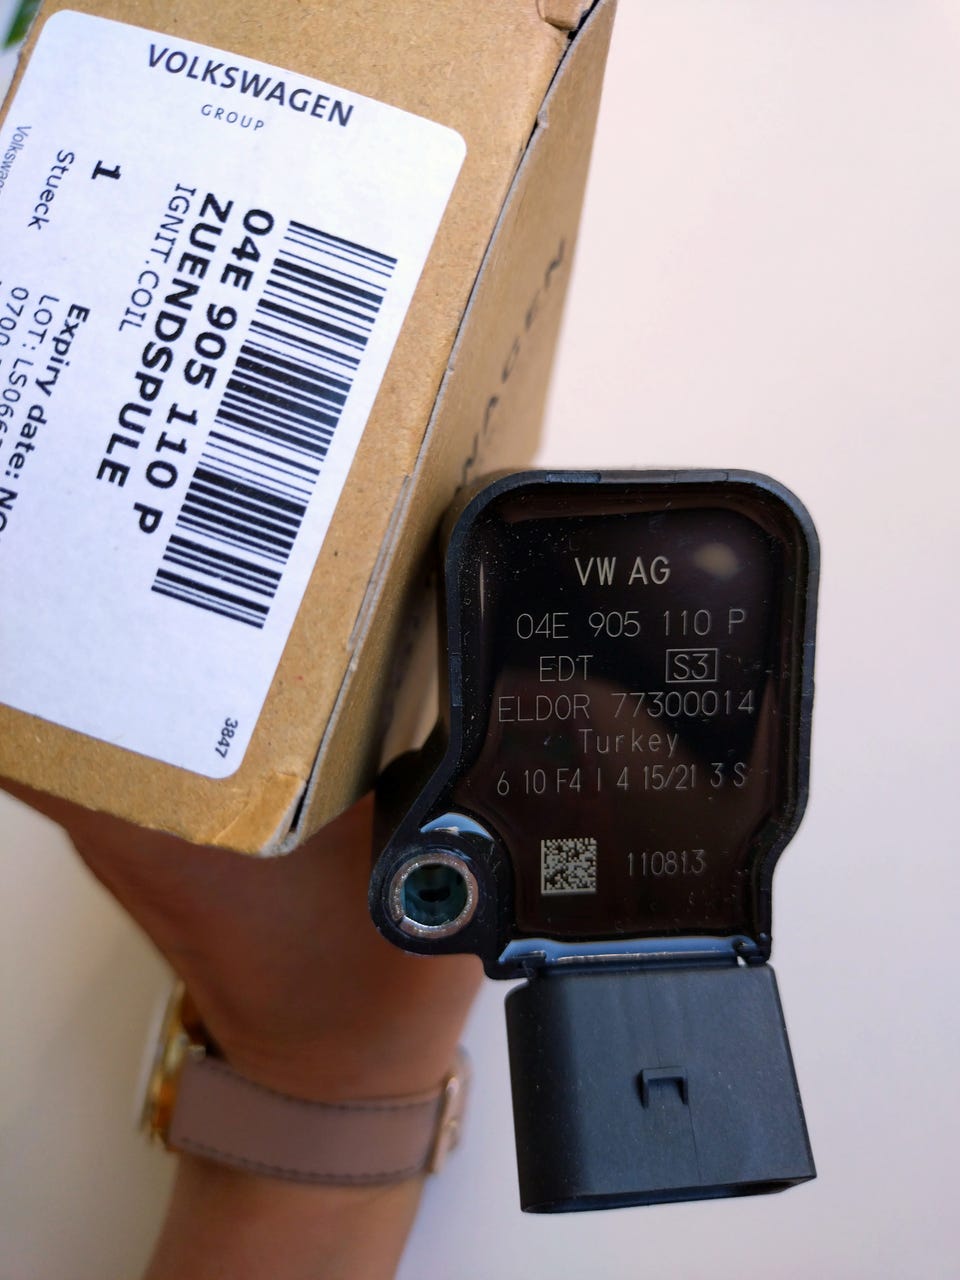 VOLKSWAGEN
GROUP
04E 905 110 P
ZUENDSPULE
IGNIT.COIL
1
Stueck
Expiry date:
LOT:
3847
VW AG
04E 905 110 P
EDT S3
ELDOR 77300014
Turkey
6 10 F4 I 4 15/21 3 S
110813